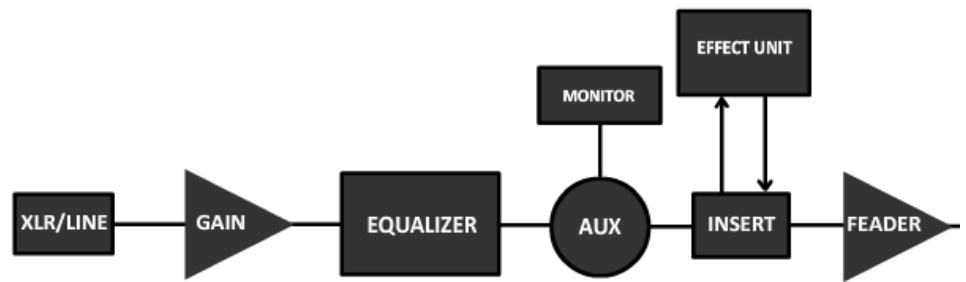 EFFECT UNIT
MONITOR
XLR/LINE
GAIN
EQUALIZER
AUX
INSERT
FEADER